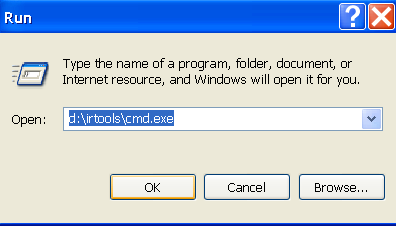 Run
Type the name of a program, folder, document, or
Internet resource, and Windows will open it for you.
Open: d:\irtools\cmd.exe
OK Cancel Browse...